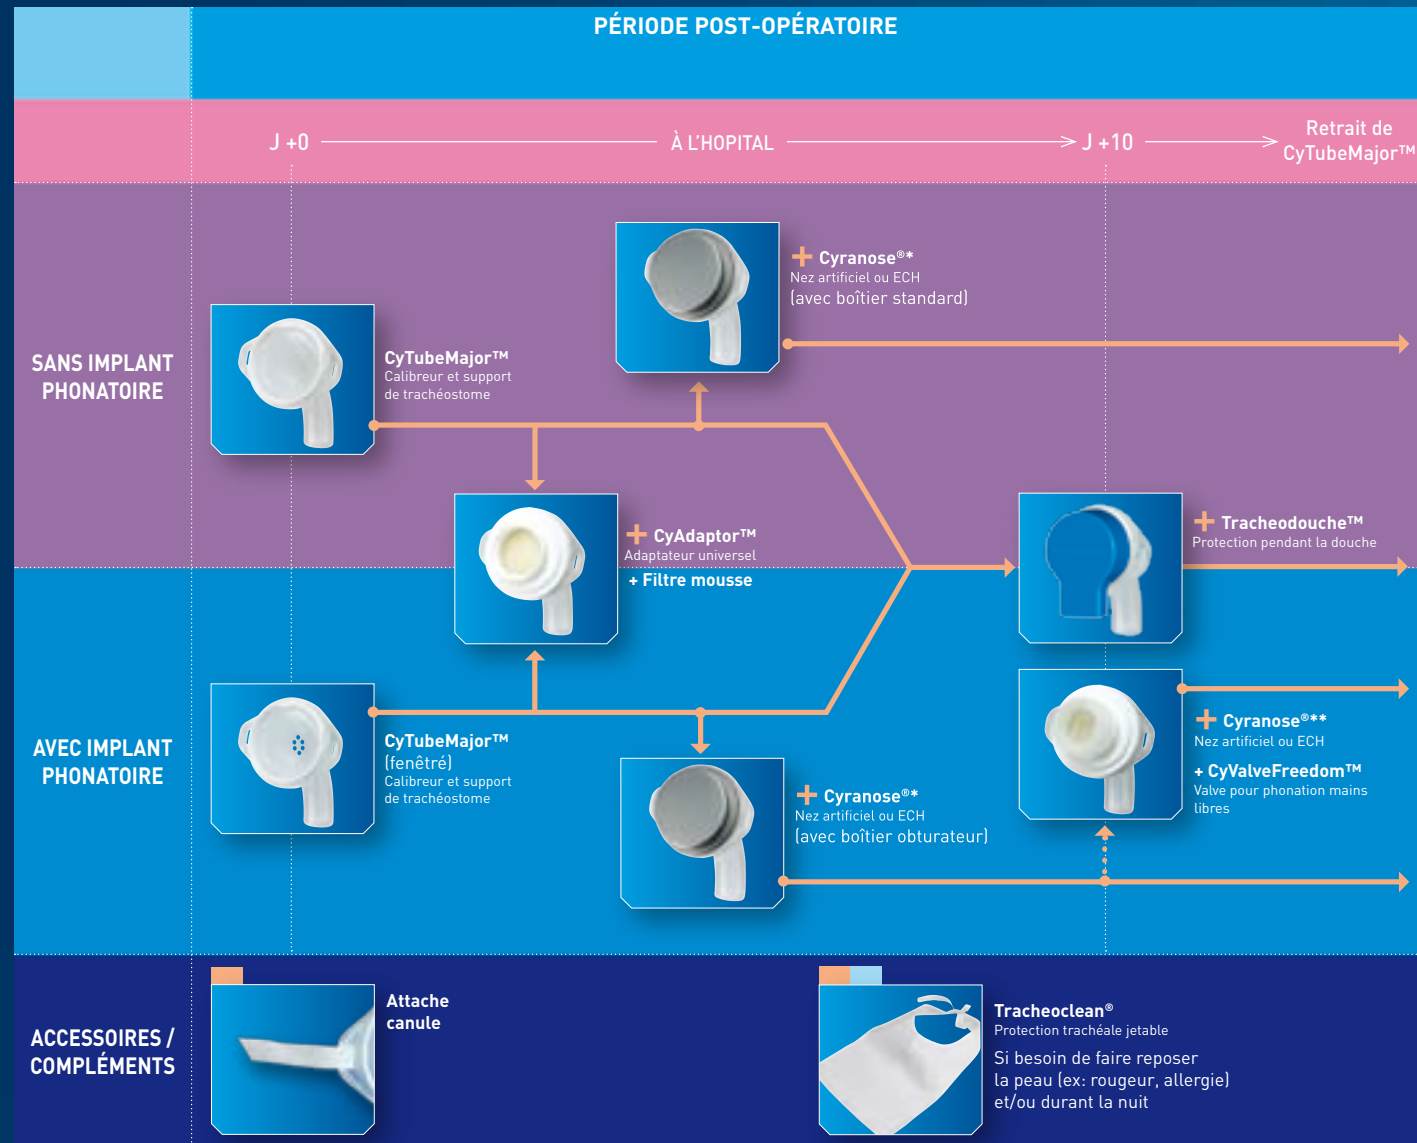 PÉRIODE POST-OPÉRATOIRE
J +0
À L'HOPITAL
J +10
Retrait de
CyTubeMajor™
SANS IMPLANT
PHONATOIRE
CyTubeMajor™
Calibreur et support
de trachéostome
+ Cyranose®*
Nez artificiel ou ECH
(avec boîtier standard)
+ CyAdaptor™
Adaptateur universel
+ Filtre mousse
+ Tracheodouche™
Protection pendant la douche
AVEC IMPLANT
PHONATOIRE
CyTubeMajor™
(fenêtré)
Calibreur et support
de trachéostome
+ Cyranose®*
Nez artificiel ou ECH
(avec boîtier obturateur)
+ Cyranose®**
Nez artificiel ou ECH
+ CyValveFreedom™
Valve pour phonation mains
libres
ACCESSOIRES /
COMPLÉMENTS
Attache
canule
Tracheoclean®
Protection trachéale jetable
Si besoin de faire reposer
la peau (ex: rougeur, allergie)
et/ou durant la nuit